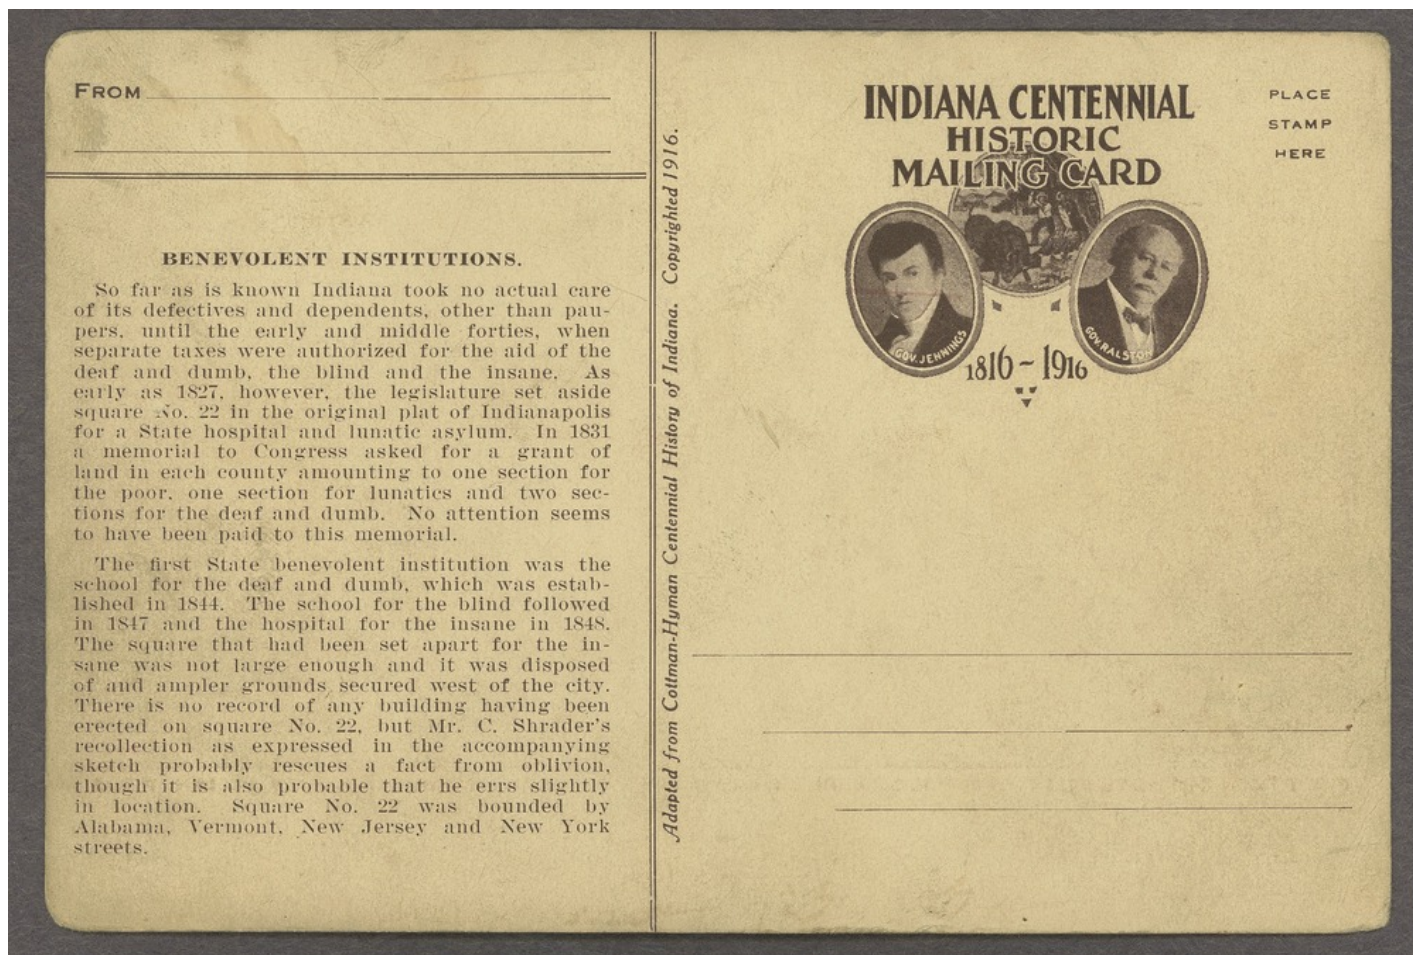 FROM
BENEVOLENT INSTITUTIONS.
So far as is known Indiana took no actual care
of its defectives and dependents, other than pau-
pers, until the early and middle forties, when
separate taxes were authorized for the aid of the
deaf and dumb, the blind and the insane. As
early as 1827, however, the legislature set aside
square No. 22 in the original plat of Indianapolis
for a State hospital and lunatic asylum. In 1831
a memorial to Congress asked for a grant of
land in each county amounting to one section for
the poor, one section for lunatics and two sec-
tions for the deaf and dumb. No attention seems
to have been paid to this memorial.
The first State benevolent institution was the
school for the deaf and dumb, which was estab-
lished in 1844. The school for the blind followed
in 1847 and the hospital for the insane in 1848.
The square that had been set apart for the in-
sane was not large enough and it was disposed
of and ampler grounds secured west of the city.
There is no record of any building having been
erected on square No. 22, but Mr. C. Shrader's
recollection as expressed in the accompanying
sketch probably rescues a fact from oblivion,
though it is also probable that he errs slightly
in location. Square No. 22 was bounded by
Alabama, Vermont, New Jersey and New York
streets.
Adapted from Cottman-Hyman Centennial History of Indiana. Copyrighted 1916.
INDIANA CENTENNIAL
HISTORIC
MAILING CARD
GOV. JENNINGS
GOV. RALSTON
1816 - 1916
PLACE
STAMP
HERE